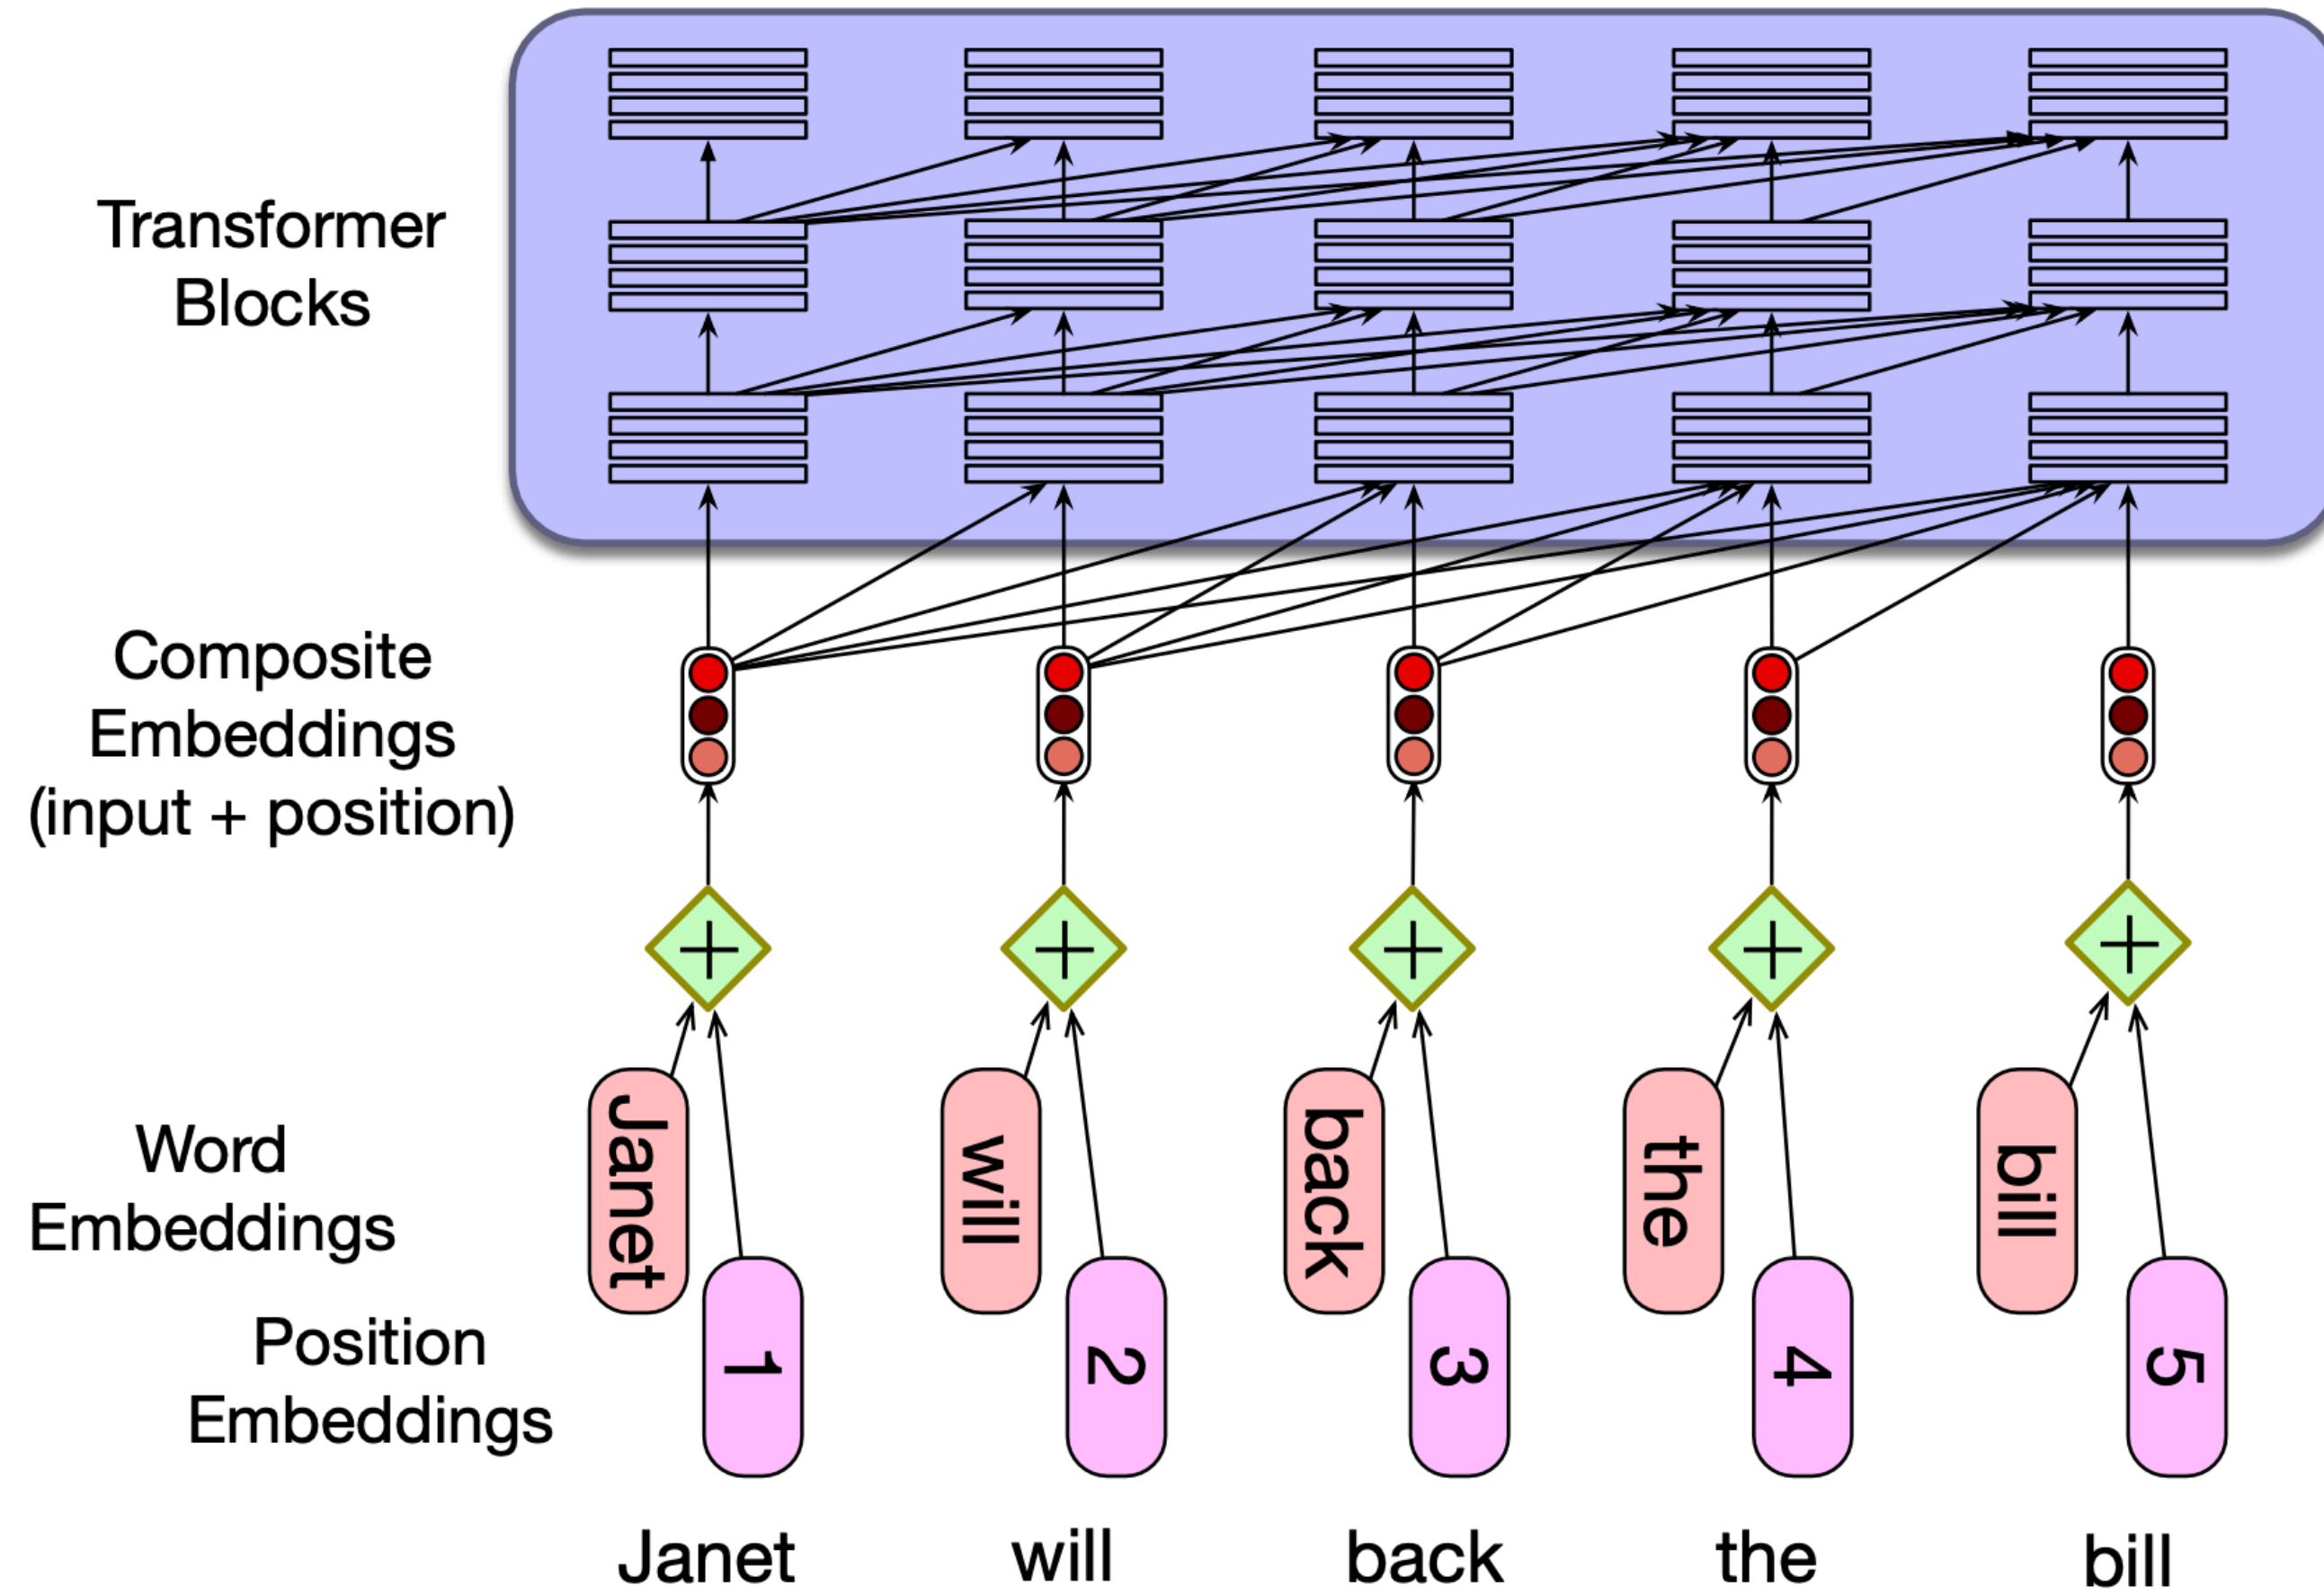 Transformer
Blocks
Composite
Embeddings
(input + position)
+ + + + +
Word
Embeddings
Janet will back the bill
Position
Embeddings
1 2 3 4 5
Janet will back the bill